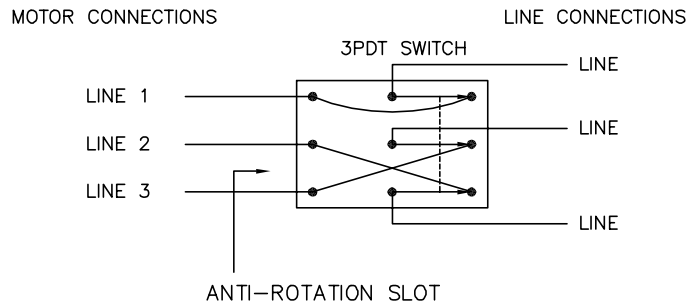 MOTOR CONNECTIONS
LINE CONNECTIONS
3PDT SWITCH
LINE
LINE 1
LINE
LINE 2
LINE 3
LINE
ANTI-ROTATION SLOT